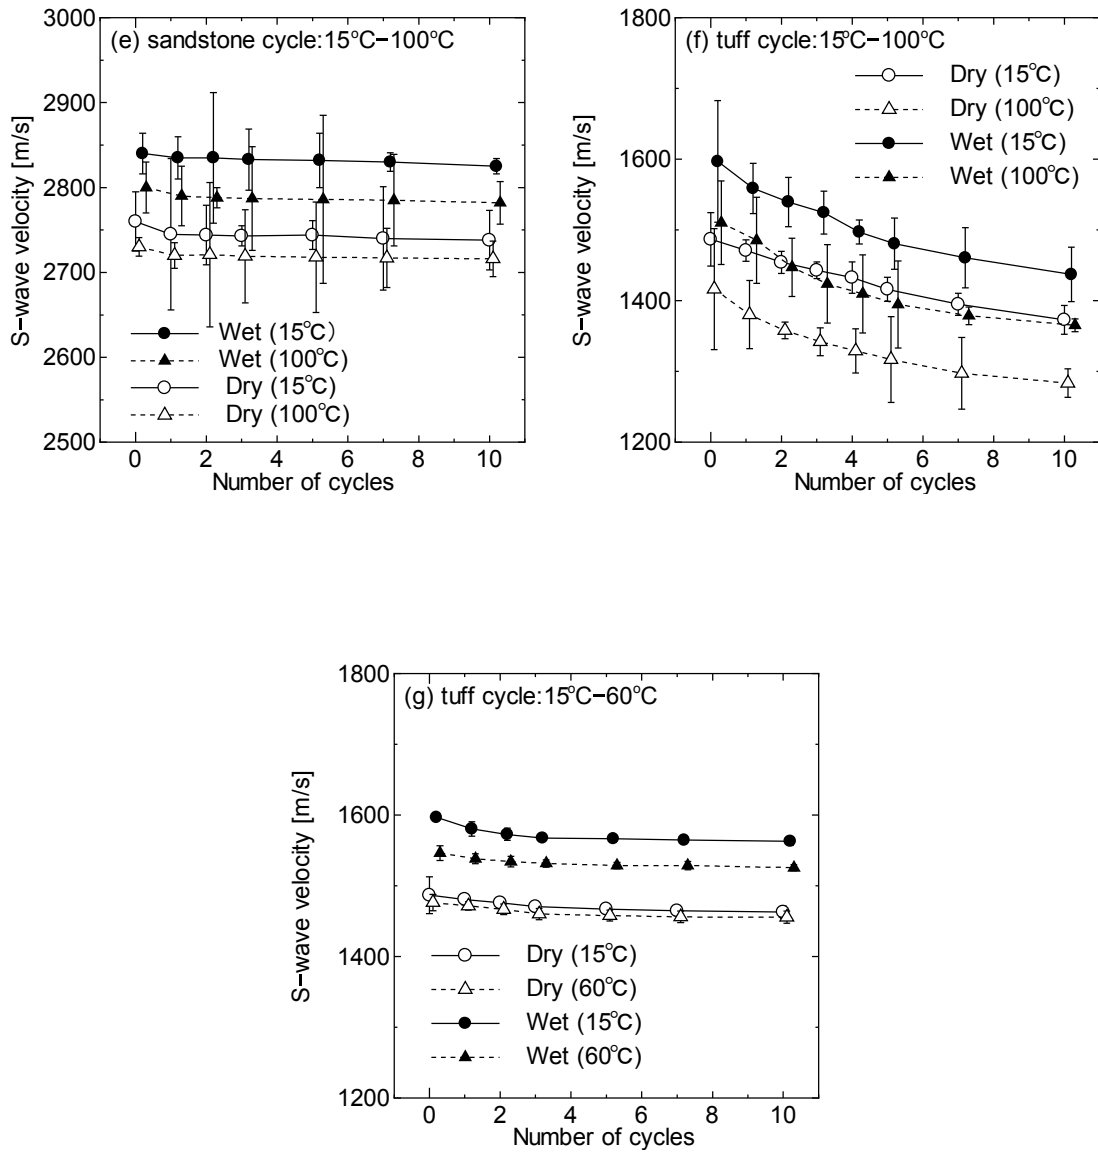 (e) sandstone cycle:15°C−100°C
S−wave velocity [m/s]
3000
2900
2800
2700
2600
2500
Wet (15°C)
Wet (100°C)
Dry (15°C)
Dry (100°C)
0 2 4 6 8 10
Number of cycles
(f) tuff cycle:15°C−100°C
S−wave velocity [m/s]
1800
1600
1400
1200
Dry (15°C)
Dry (100°C)
Wet (15°C)
Wet (100°C)
0 2 4 6 8 10
Number of cycles
(g) tuff cycle:15°C−60°C
S−wave velocity [m/s]
1800
1600
1400
1200
Dry (15°C)
Dry (60°C)
Wet (15°C)
Wet (60°C)
0 2 4 6 8 10
Number of cycles